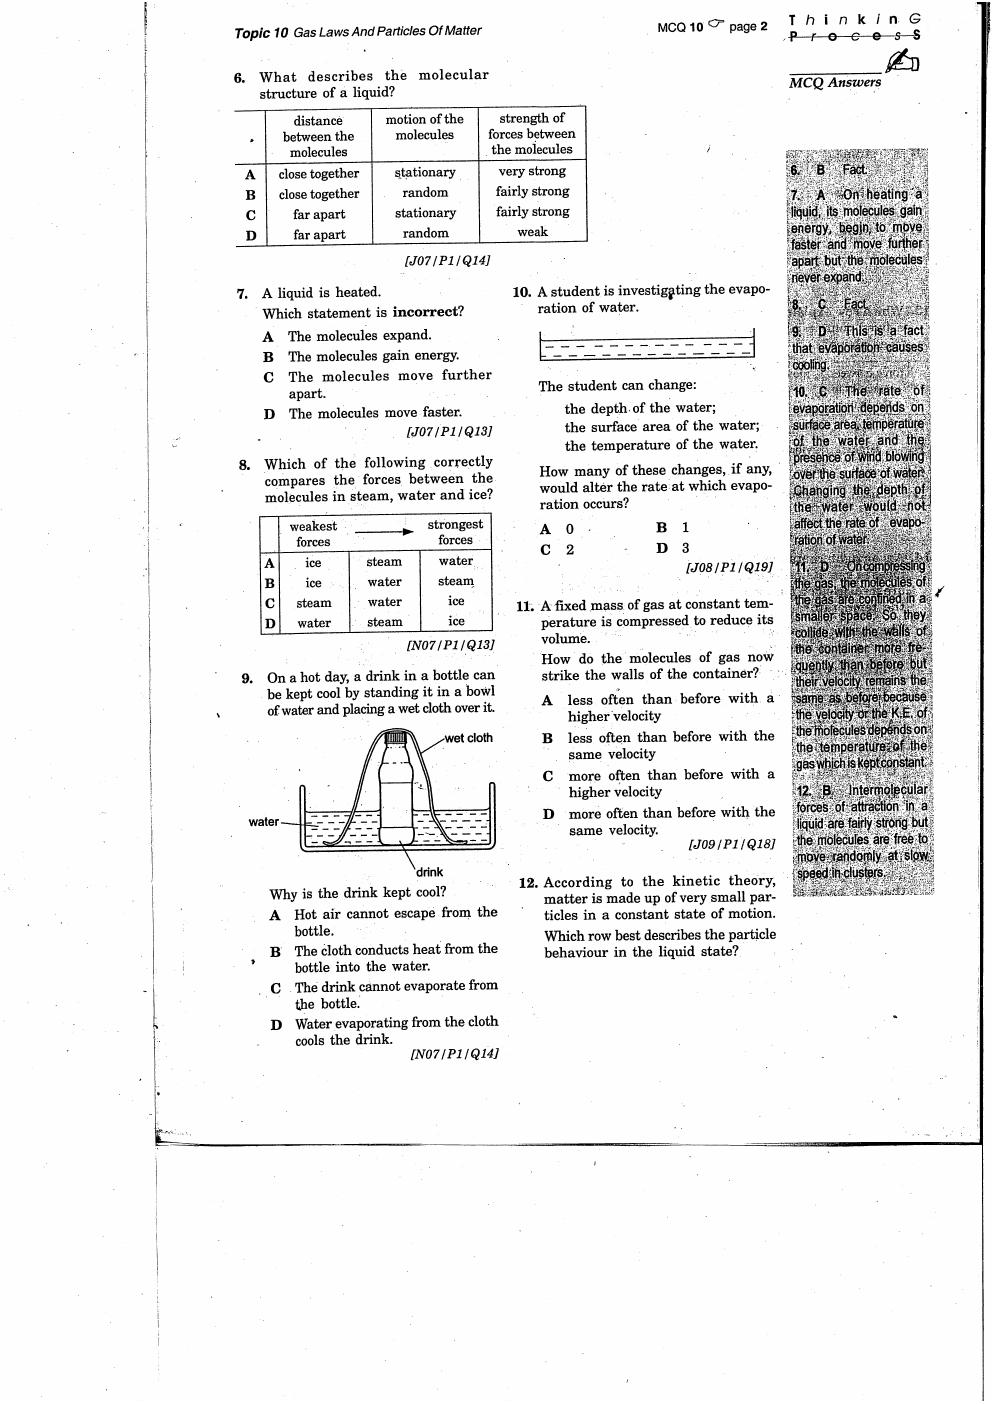 Topic 10 Gas Laws And Particles Of Matter
MCQ 10 ☞ page 2
ThinkinG
ProcesS
MCQ Answers
6. What describes the molecular
structure of a liquid?
distance between the molecules | motion of the molecules | strength of forces between the molecules
A close together stationary very strong
B close together random fairly strong
C far apart stationary fairly strong
D far apart random weak
[J07/P1/Q14]
7. A liquid is heated.
Which statement is incorrect?
A The molecules expand.
B The molecules gain energy.
C The molecules move further
apart.
D The molecules move faster.
[J07/P1/Q13]
8. Which of the following correctly
compares the forces between the
molecules in steam, water and ice?
weakest forces → strongest forces
A ice steam water
B ice water steam
C steam water ice
D water steam ice
[N07/P1/Q13]
9. On a hot day, a drink in a bottle can
be kept cool by standing it in a bowl
of water and placing a wet cloth over it.
wet cloth
water
drink
Why is the drink kept cool?
A Hot air cannot escape from the
bottle.
B The cloth conducts heat from the
bottle into the water.
C The drink cannot evaporate from
the bottle.
D Water evaporating from the cloth
cools the drink.
[N07/P1/Q14]
10. A student is investigating the evapo-
ration of water.
The student can change:
the depth of the water;
the surface area of the water;
the temperature of the water.
How many of these changes, if any,
would alter the rate at which evapo-
ration occurs?
A 0 B 1
C 2 D 3
[J08/P1/Q19]
11. A fixed mass of gas at constant tem-
perature is compressed to reduce its
volume.
How do the molecules of gas now
strike the walls of the container?
A less often than before with a
higher velocity
B less often than before with the
same velocity
C more often than before with a
higher velocity
D more often than before with the
same velocity.
[J09/P1/Q18]
12. According to the kinetic theory,
matter is made up of very small par-
ticles in a constant state of motion.
Which row best describes the particle
behaviour in the liquid state?
6. B Fact.
7. A On heating a
liquid, its molecules gain
energy, begin to move
faster and move further
apart but the molecules
never expand.
8. C Fact.
9. D This is a fact
that evaporation causes
cooling.
10. C The rate of
evaporation depends on
surface area, temperature
of the water and the
presence of wind blowing
over the surface of water.
Changing the depth of
the water would not
affect the rate of evapo-
ration of water.
11. D On compressing
the gas, the molecules of
the gas are confined in a
smaller space. So, they
collide with the walls of
the container more fre-
quently than before but
their velocity remains the
same as before because
the velocity or the K.E. of
the molecules depends on
the temperature of the
gas which is kept constant.
12. B Intermolecular
forces of attraction in a
liquid are fairly strong but
the molecules are free to
move randomly at slow
speed in clusters.